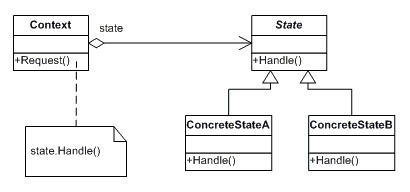 Context
state
State
+Request()
+Handle()
state.Handle()
ConcreteStateA
ConcreteStateB
+Handle()
+Handle()